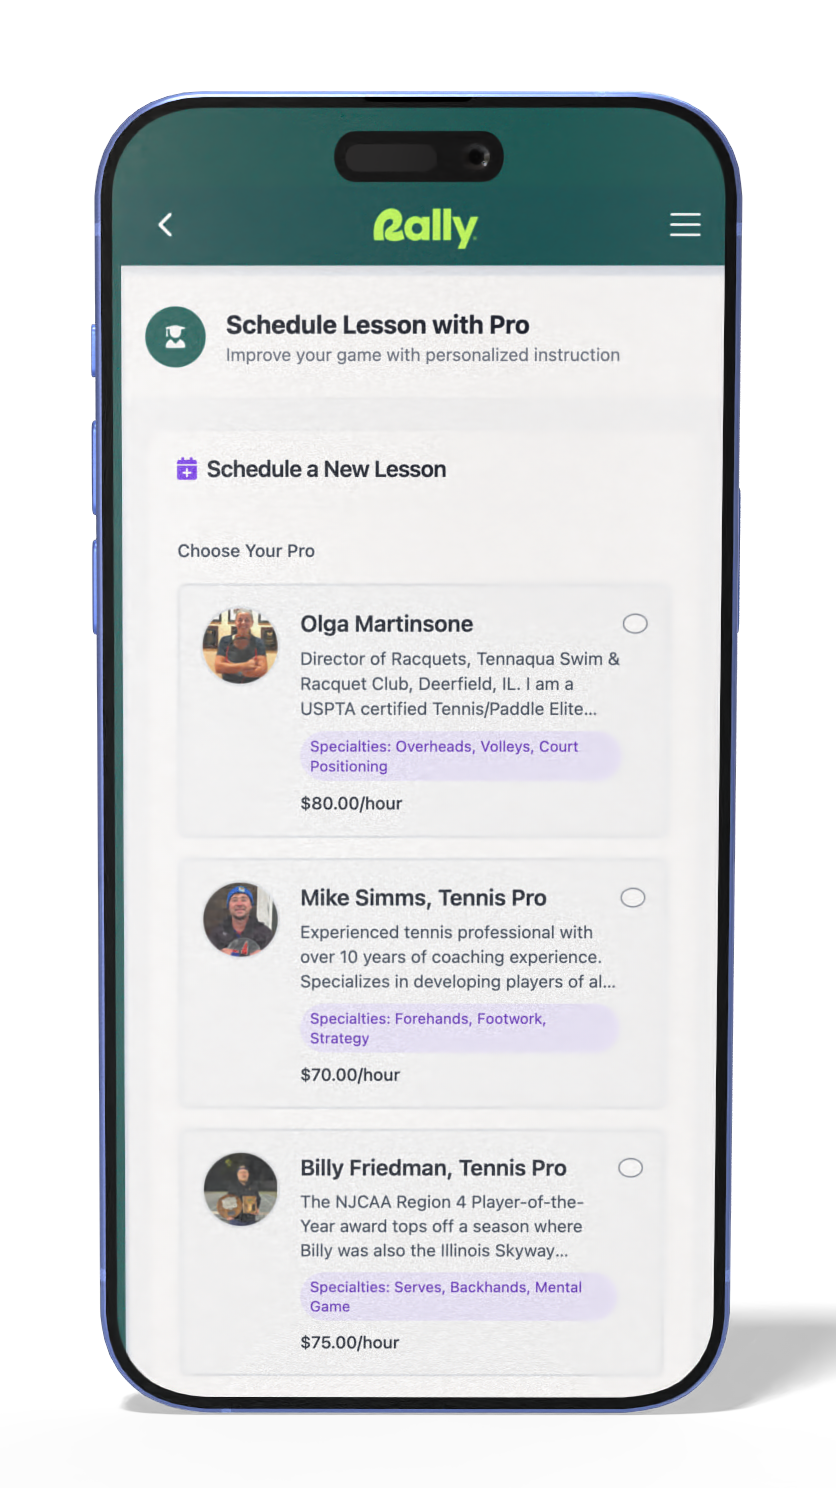 Rally
Schedule Lesson with Pro
Improve your game with personalized instruction
Schedule a New Lesson
Choose Your Pro
Olga Martinsone
Director of Racquets, Tennaqua Swim &
Racquet Club, Deerfield, IL. I am a
USPTA certified Tennis/Paddle Elite...
Specialties: Overheads, Volleys, Court
Positioning
$80.00/hour
Mike Simms, Tennis Pro
Experienced tennis professional with
over 10 years of coaching experience.
Specializes in developing players of al...
Specialties: Forehands, Footwork,
Strategy
$70.00/hour
Billy Friedman, Tennis Pro
The NJCAA Region 4 Player-of-the-
Year award tops off a season where
Billy was also the Illinois Skyway...
Specialties: Serves, Backhands, Mental
Game
$75.00/hour